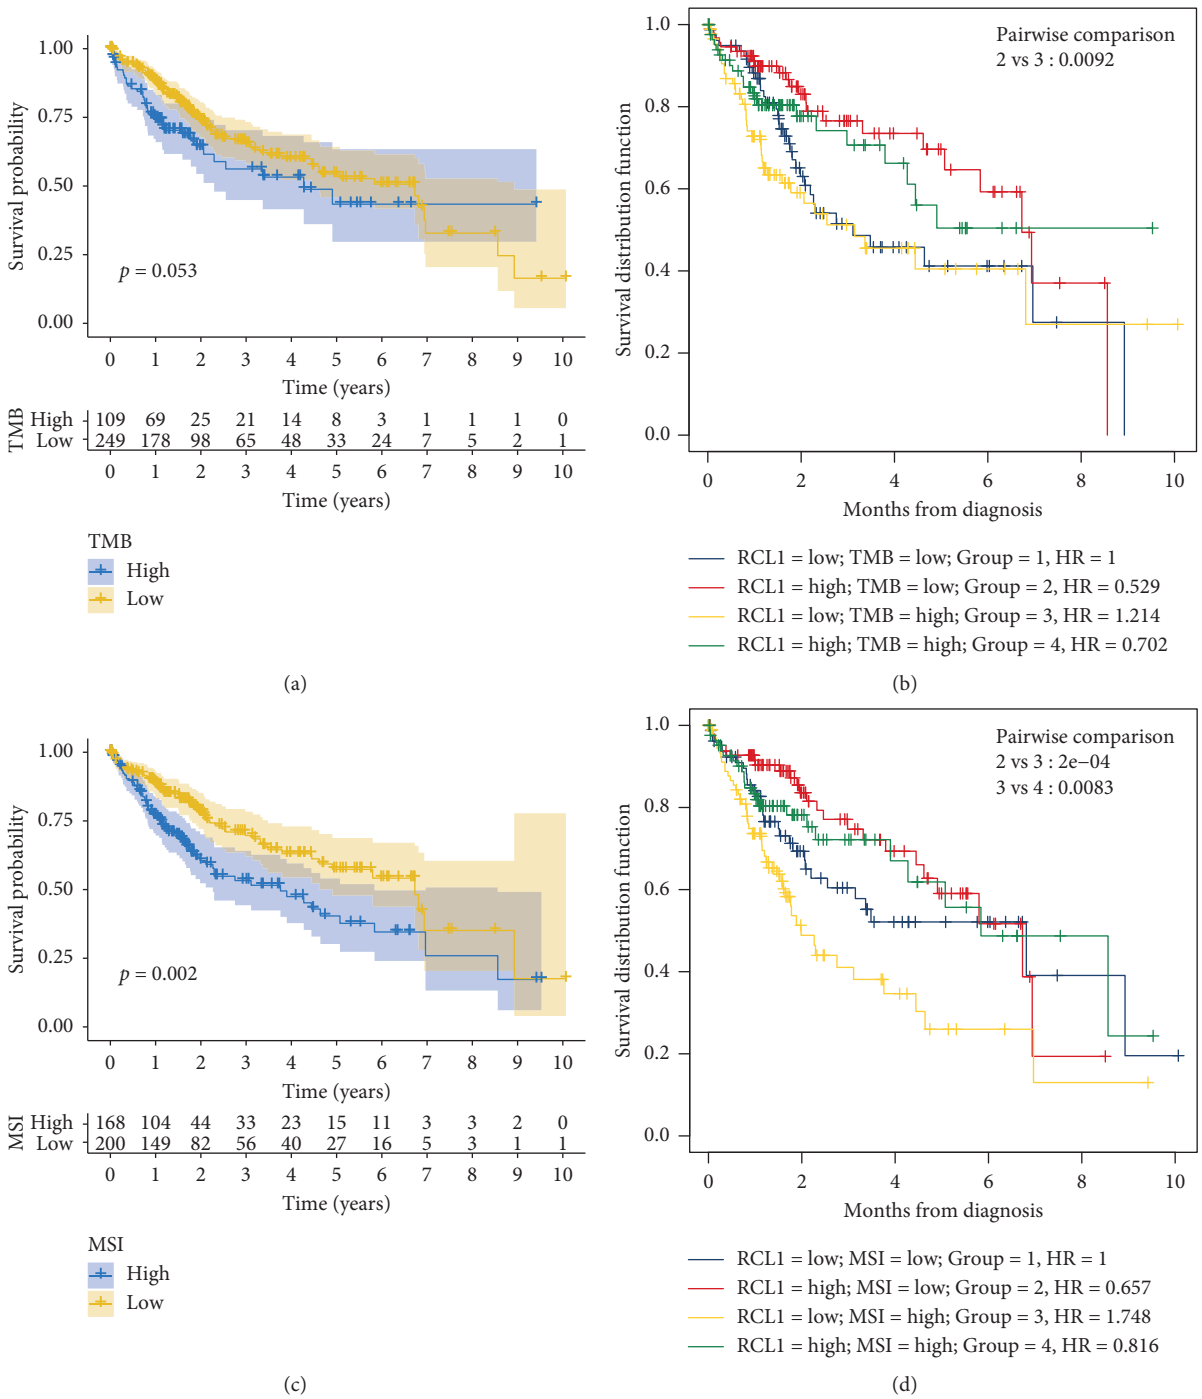 1.00
0.75
0.50
0.25
0.00
Survival probability
p = 0.053
0 1 2 3 4 5 6 7 8 9 10
Time (years)
TMB
High 109 69 25 21 14 8 3 1 1 1 0
Low 249 178 98 65 48 33 24 7 5 2 1
0 1 2 3 4 5 6 7 8 9 10
Time (years)
TMB
High
Low
(a)
1.0
0.8
0.6
0.4
0.2
0.0
Survival distribution function
Pairwise comparison
2 vs 3 : 0.0092
0 2 4 6 8 10
Months from diagnosis
RCL1 = low; TMB = low; Group = 1, HR = 1
RCL1 = high; TMB = low; Group = 2, HR = 0.529
RCL1 = low; TMB = high; Group = 3, HR = 1.214
RCL1 = high; TMB = high; Group = 4, HR = 0.702
(b)
1.00
0.75
0.50
0.25
0.00
Survival probability
p = 0.002
0 1 2 3 4 5 6 7 8 9 10
Time (years)
MSI
High 168 104 44 33 23 15 11 3 3 2 0
Low 200 149 82 56 40 27 16 5 3 1 1
0 1 2 3 4 5 6 7 8 9 10
Time (years)
MSI
High
Low
(c)
1.0
0.8
0.6
0.4
0.2
0.0
Survival distribution function
Pairwise comparison
2 vs 3 : 2e−04
3 vs 4 : 0.0083
0 2 4 6 8 10
Months from diagnosis
RCL1 = low; MSI = low; Group = 1, HR = 1
RCL1 = high; MSI = low; Group = 2, HR = 0.657
RCL1 = low; MSI = high; Group = 3, HR = 1.748
RCL1 = high; MSI = high; Group = 4, HR = 0.816
(d)